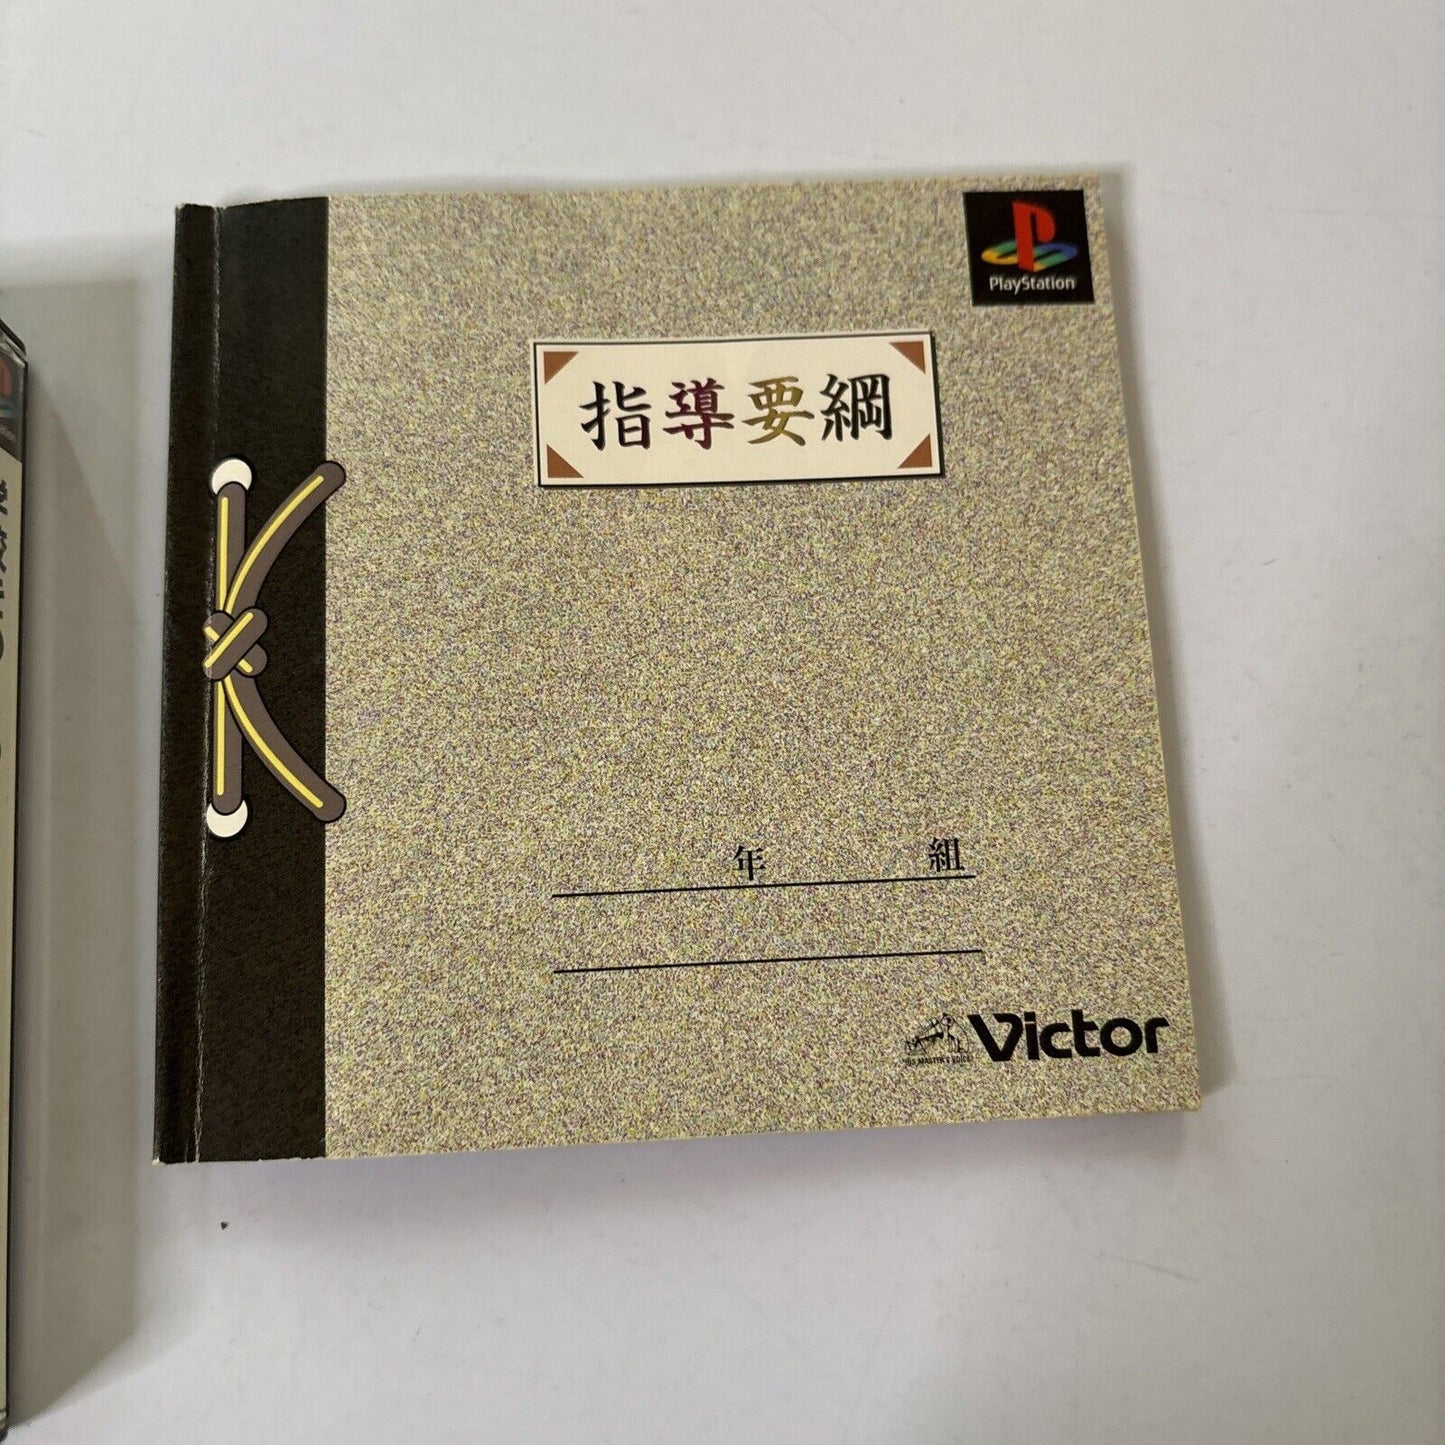 PlayStation
指導要綱
年 組
HIS MASTER'S VOICE
Victor